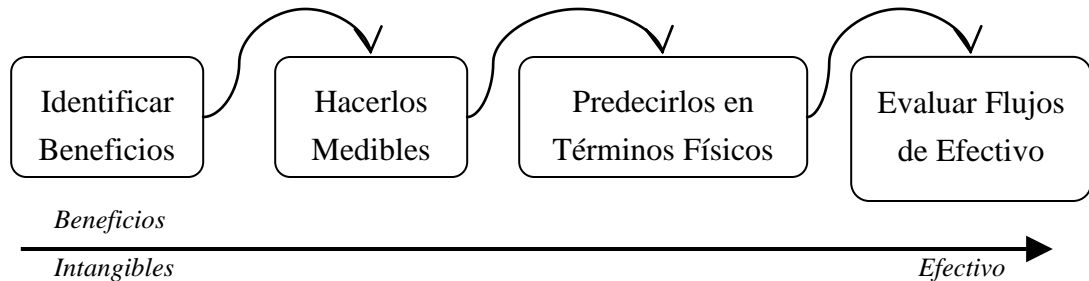 Identificar
Beneficios
Hacerlos
Medibles
Predecirlos en
Términos Físicos
Evaluar Flujos
de Efectivo
Beneficios
Intangibles
Efectivo